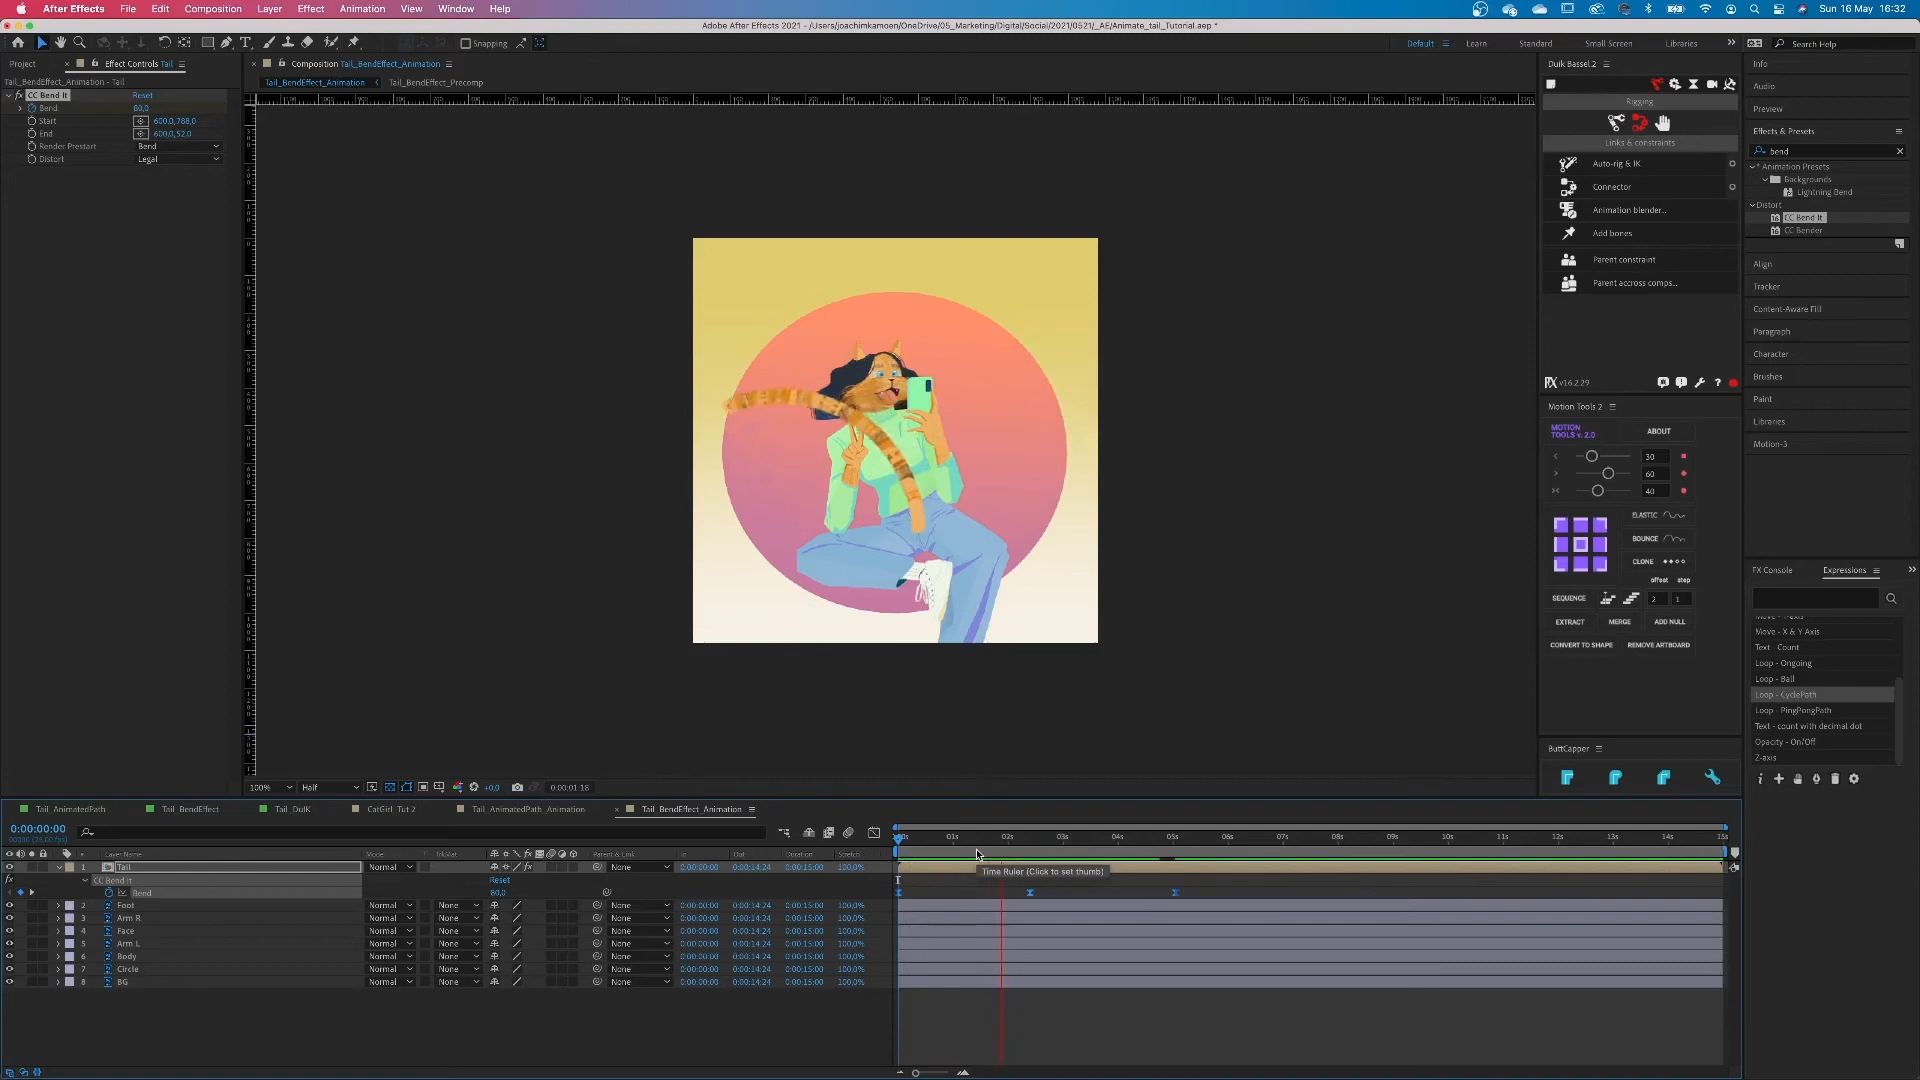 After Effects File Edit Composition Layer Effect Animation View Window Help Sun 16 May 16:32
Adobe After Effects 2021 - /Users/joachimkamoen/OneDrive/05_Marketing/Digital/Social/2021/0521/_AE/Animate_tail_Tutorial.aep *
Snapping Default Learn Standard Small Screen Libraries Search Help
Project Effect Controls Tail
Tail_BendEffect_Animation - Tail
fx CC Bend It Reset
Bend 80,0
Start 600,0,788,0
End 600,0,52,0
Render Prestart Bend
Distort Legal
Composition Tail_BendEffect_Animation
Tail_BendEffect_Animation Tail_BendEffect_Precomp
100% Half +0,0 0:00:01:18
Duik Bassel.2
Rigging
Links & constraints
Auto-rig & IK
Connector
Animation blender...
Add bones
Parent constraint
Parent accross comps...
v16.2.29 ?
Motion Tools 2
MOTION
TOOLS v. 2.0
ABOUT
30
60
40
ELASTIC
BOUNCE
CLONE
offset step
SEQUENCE 2 1
EXTRACT MERGE ADD NULL
CONVERT TO SHAPE REMOVE ARTBOARD
ButtCapper
Info
Audio
Preview
Effects & Presets
bend
* Animation Presets
Backgrounds
Lightning Bend
Distort
CC Bend It
CC Bender
Align
Tracker
Content-Aware Fill
Paragraph
Character
Brushes
Paint
Libraries
Motion-3
FX Console Expressions
Move - X & Y Axis
Text - Count
Loop - Ongoing
Loop - Ball
Loop - CyclePath
Loop - PingPongPath
Text - count with decimal dot
Opacity - On/Off
Z-axis
Tail_AnimatedPath Tail_BendEffect Tail_DuIK CatGirl_Tut 2 Tail_AnimatedPath_Animation Tail_BendEffect_Animation
0:00:00:00
00000 (25.00 fps)
01s 02s 03s 04s 05s 06s 07s 08s 09s 10s 11s 12s 13s 14s 15s
Layer Name Mode TrkMat Parent & Link In Out Duration Stretch
1 Tail Normal None 0:00:00:00 0:00:14:24 0:00:15:00 100,0%
CC Bend It Reset
Bend 80,0
Time Ruler (Click to set thumb)
2 Foot Normal None None 0:00:00:00 0:00:14:24 0:00:15:00 100,0%
3 Arm R Normal None None 0:00:00:00 0:00:14:24 0:00:15:00 100,0%
4 Face Normal None None 0:00:00:00 0:00:14:24 0:00:15:00 100,0%
5 Arm L Normal None None 0:00:00:00 0:00:14:24 0:00:15:00 100,0%
6 Body Normal None None 0:00:00:00 0:00:14:24 0:00:15:00 100,0%
7 Circle Normal None None 0:00:00:00 0:00:14:24 0:00:15:00 100,0%
8 BG Normal None None 0:00:00:00 0:00:14:24 0:00:15:00 100,0%